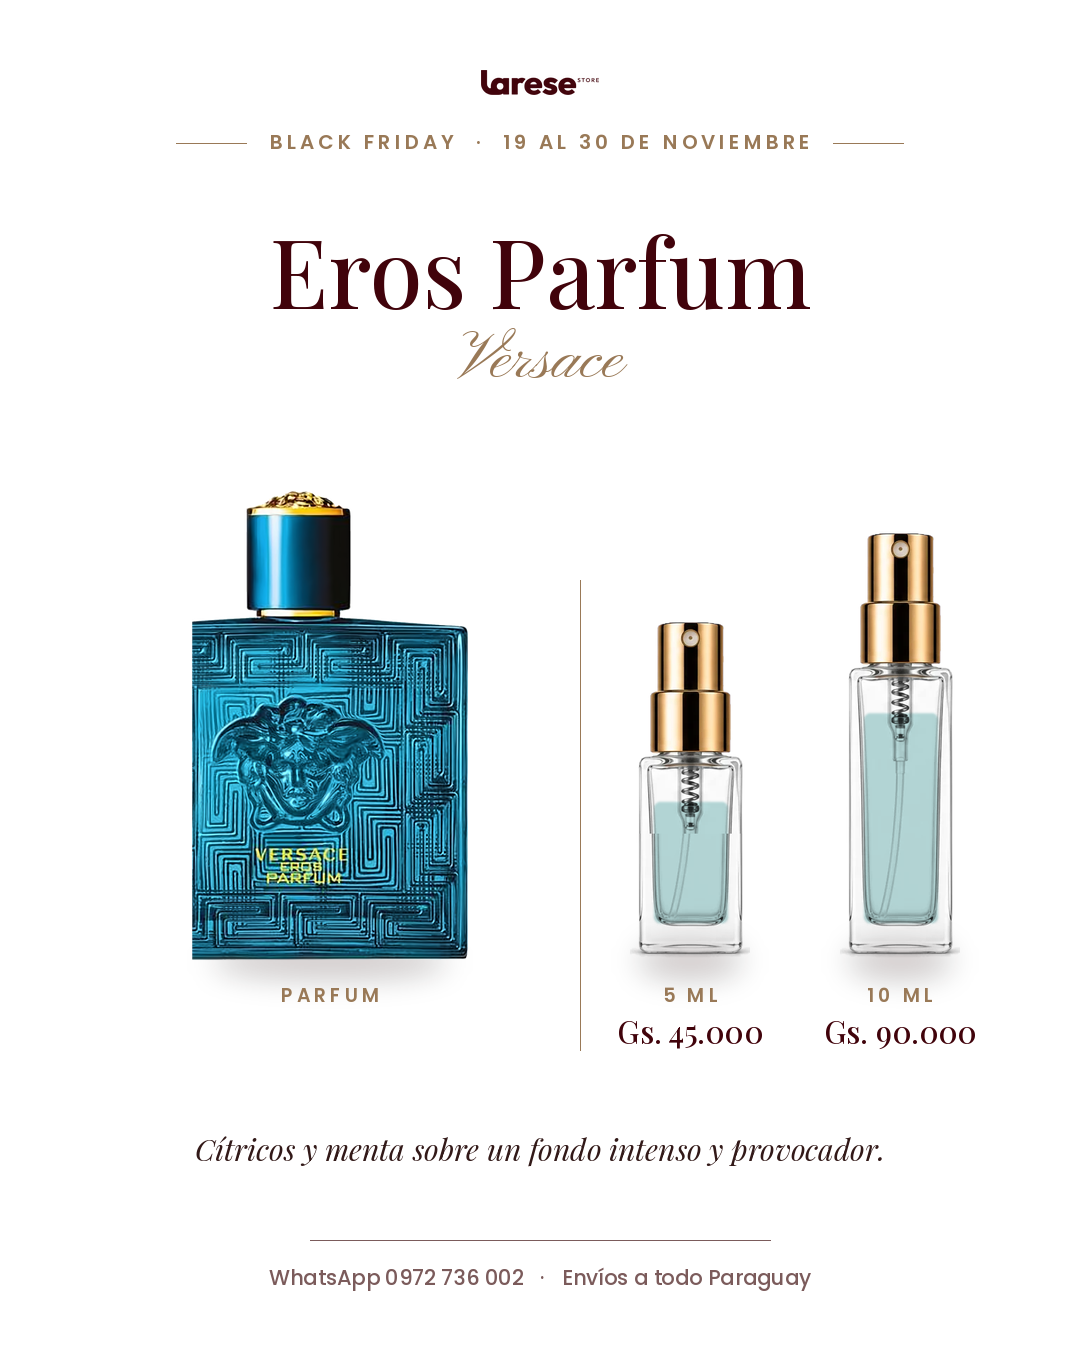 larese STORE
BLACK FRIDAY · 19 AL 30 DE NOVIEMBRE
Eros Parfum
Versace
VERSACE
EROS
PARFUM
PARFUM
5 ML
Gs. 45.000
10 ML
Gs. 90.000
Cítricos y menta sobre un fondo intenso y provocador.
WhatsApp 0972 736 002 · Envíos a todo Paraguay